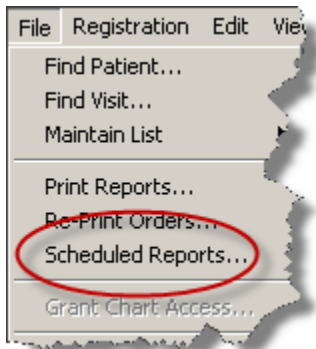 File Registration Edit View
Find Patient...
Find Visit...
Maintain List
Print Reports...
Re-Print Orders...
Scheduled Reports...
Grant Chart Access...